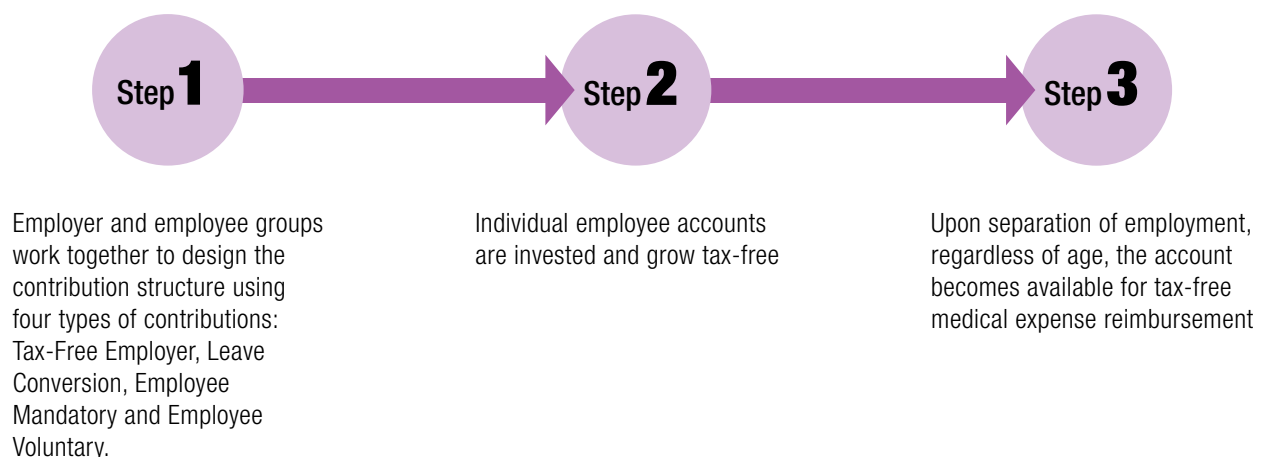 Step 1
Step 2
Step 3
Employer and employee groups
work together to design the
contribution structure using
four types of contributions:
Tax-Free Employer, Leave
Conversion, Employee
Mandatory and Employee
Voluntary.
Individual employee accounts
are invested and grow tax-free
Upon separation of employment,
regardless of age, the account
becomes available for tax-free
medical expense reimbursement